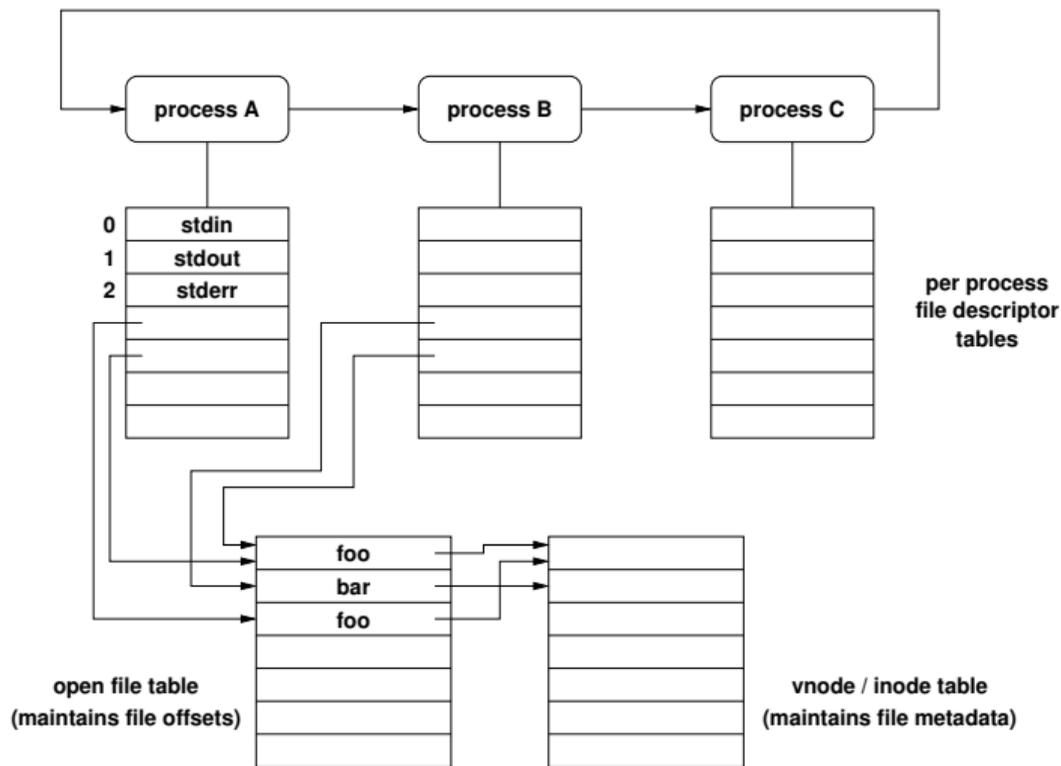 process A
process B
process C
0
stdin
1
stdout
2
stderr
per process
file descriptor
tables
foo
bar
foo
open file table
(maintains file offsets)
vnode / inode table
(maintains file metadata)